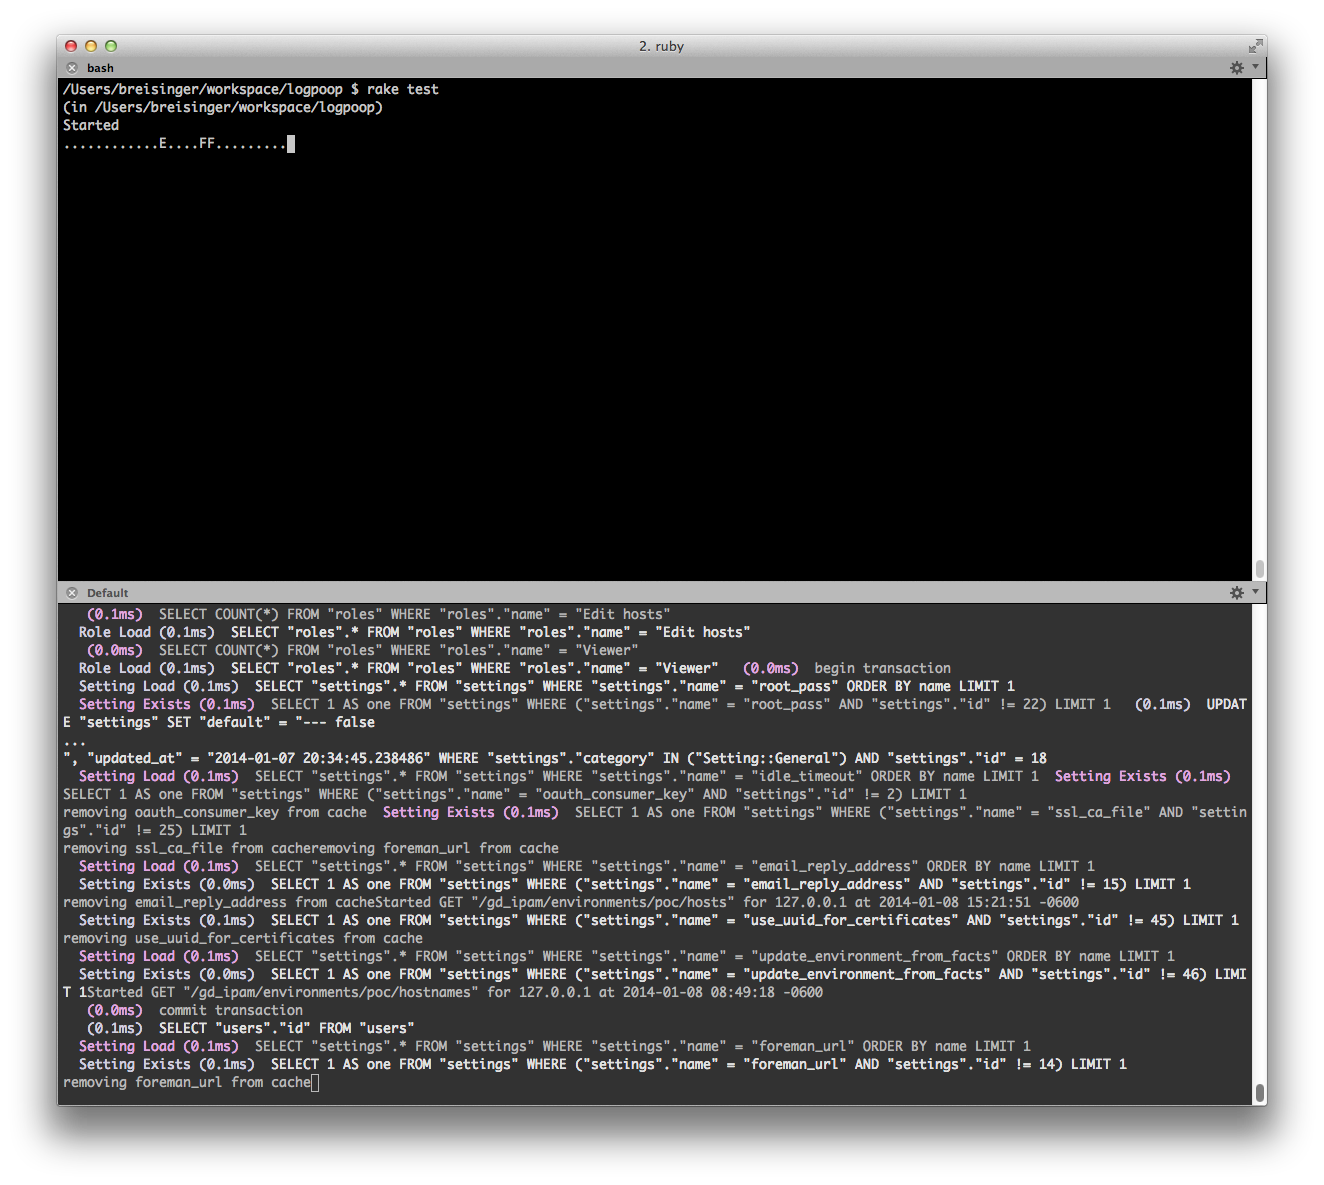 2. ruby
bash
/Users/breisinger/workspace/logpoop $ rake test
(in /Users/breisinger/workspace/logpoop)
Started
............E....FF.........
Default
(0.1ms)  SELECT COUNT(*) FROM "roles" WHERE "roles"."name" = "Edit hosts"
Role Load (0.1ms)  SELECT "roles".* FROM "roles" WHERE "roles"."name" = "Edit hosts"
(0.0ms)  SELECT COUNT(*) FROM "roles" WHERE "roles"."name" = "Viewer"
Role Load (0.1ms)  SELECT "roles".* FROM "roles" WHERE "roles"."name" = "Viewer"   (0.0ms)  begin transaction
Setting Load (0.1ms)  SELECT "settings".* FROM "settings" WHERE "settings"."name" = "root_pass" ORDER BY name LIMIT 1
Setting Exists (0.1ms)  SELECT 1 AS one FROM "settings" WHERE ("settings"."name" = "root_pass" AND "settings"."id" != 22) LIMIT 1   (0.1ms)  UPDAT
E "settings" SET "default" = "--- false
...
", "updated_at" = "2014-01-07 20:34:45.238486" WHERE "settings"."category" IN ("Setting::General") AND "settings"."id" = 18
Setting Load (0.1ms)  SELECT "settings".* FROM "settings" WHERE "settings"."name" = "idle_timeout" ORDER BY name LIMIT 1  Setting Exists (0.1ms)
SELECT 1 AS one FROM "settings" WHERE ("settings"."name" = "oauth_consumer_key" AND "settings"."id" != 2) LIMIT 1
removing oauth_consumer_key from cache  Setting Exists (0.1ms)  SELECT 1 AS one FROM "settings" WHERE ("settings"."name" = "ssl_ca_file" AND "settin
gs"."id" != 25) LIMIT 1
removing ssl_ca_file from cacheremoving foreman_url from cache
Setting Load (0.1ms)  SELECT "settings".* FROM "settings" WHERE "settings"."name" = "email_reply_address" ORDER BY name LIMIT 1
Setting Exists (0.0ms)  SELECT 1 AS one FROM "settings" WHERE ("settings"."name" = "email_reply_address" AND "settings"."id" != 15) LIMIT 1
removing email_reply_address from cacheStarted GET "/gd_ipam/environments/poc/hosts" for 127.0.0.1 at 2014-01-08 15:21:51 -0600
Setting Exists (0.1ms)  SELECT 1 AS one FROM "settings" WHERE ("settings"."name" = "use_uuid_for_certificates" AND "settings"."id" != 45) LIMIT 1
removing use_uuid_for_certificates from cache
Setting Load (0.1ms)  SELECT "settings".* FROM "settings" WHERE "settings"."name" = "update_environment_from_facts" ORDER BY name LIMIT 1
Setting Exists (0.0ms)  SELECT 1 AS one FROM "settings" WHERE ("settings"."name" = "update_environment_from_facts" AND "settings"."id" != 46) LIMI
T 1Started GET "/gd_ipam/environments/poc/hostnames" for 127.0.0.1 at 2014-01-08 08:49:18 -0600
(0.0ms)  commit transaction
(0.1ms)  SELECT "users"."id" FROM "users"
Setting Load (0.1ms)  SELECT "settings".* FROM "settings" WHERE "settings"."name" = "foreman_url" ORDER BY name LIMIT 1
Setting Exists (0.1ms)  SELECT 1 AS one FROM "settings" WHERE ("settings"."name" = "foreman_url" AND "settings"."id" != 14) LIMIT 1
removing foreman_url from cache